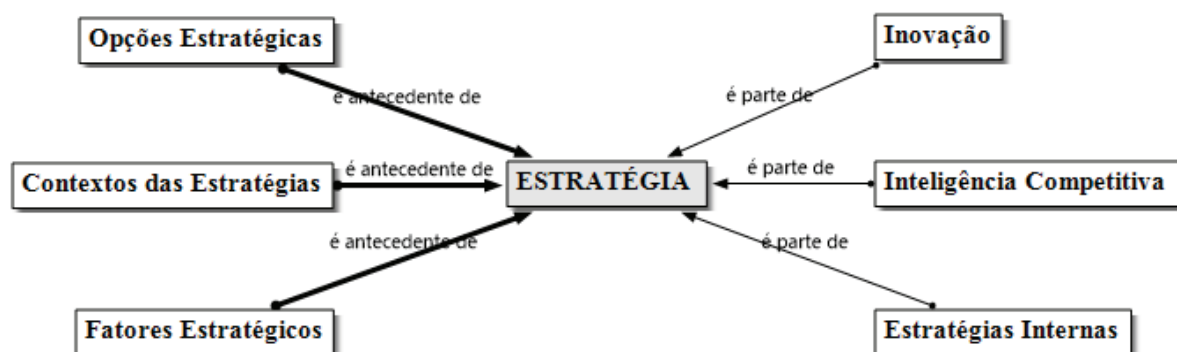 Opções Estratégicas
Inovação
é antecedente de
é parte de
Contextos das Estratégias
é antecedente de
ESTRATÉGIA
é parte de
Inteligência Competitiva
é antecedente de
é parte de
Fatores Estratégicos
Estratégias Internas